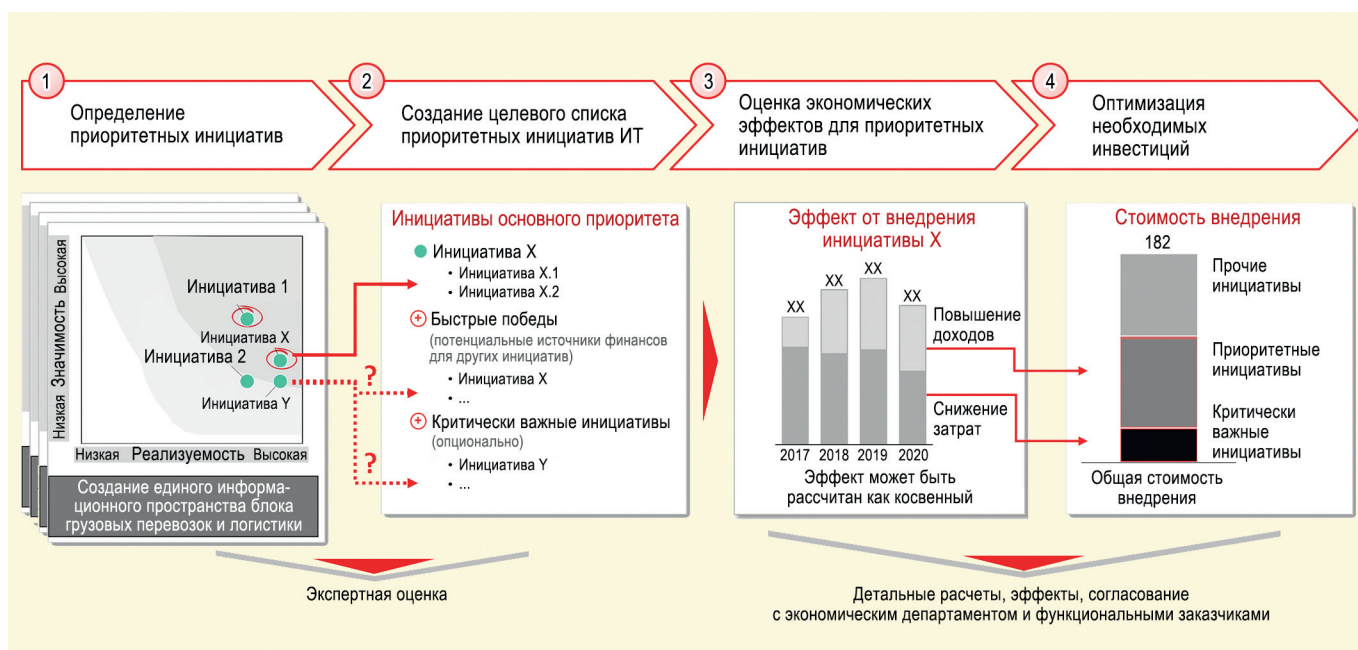 1
Определение
приоритетных инициатив
2
Создание целевого списка
приоритетных инициатив ИТ
3
Оценка экономических
эффектов для приоритетных
инициатив
4
Оптимизация
необходимых
инвестиций
Низкая Значимость Высокая
Инициатива 1
Инициатива X
Инициатива 2
Инициатива Y
Низкая Реализуемость Высокая
Создание единого информа-
ционного пространства блока
грузовых перевозок и логистики
?
?
Инициативы основного приоритета
Инициатива X
• Инициатива X.1
• Инициатива X.2
+ Быстрые победы
(потенциальные источники финансов
для других инициатив)
• Инициатива X
• ...
+ Критически важные инициативы
(опционально)
• Инициатива Y
• ...
Эффект от внедрения
инициативы X
XX
XX
XX
XX
Повышение
доходов
Снижение
затрат
2017 2018 2019 2020
Эффект может быть
рассчитан как косвенный
Стоимость внедрения
182
Прочие
инициативы
Приоритетные
инициативы
Критически
важные
инициативы
Общая стоимость
внедрения
Экспертная оценка
Детальные расчеты, эффекты, согласование
с экономическим департаментом и функциональными заказчиками